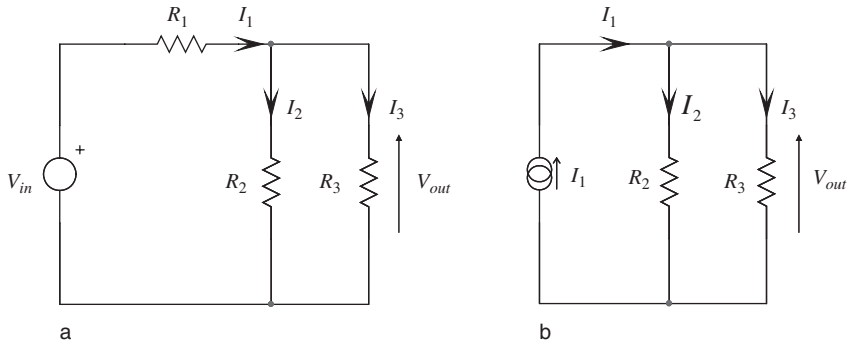 R1 I1 I1
I2 I3 I2 I3
+
Vin R2 R3 Vout I1 R2 R3 Vout
a b